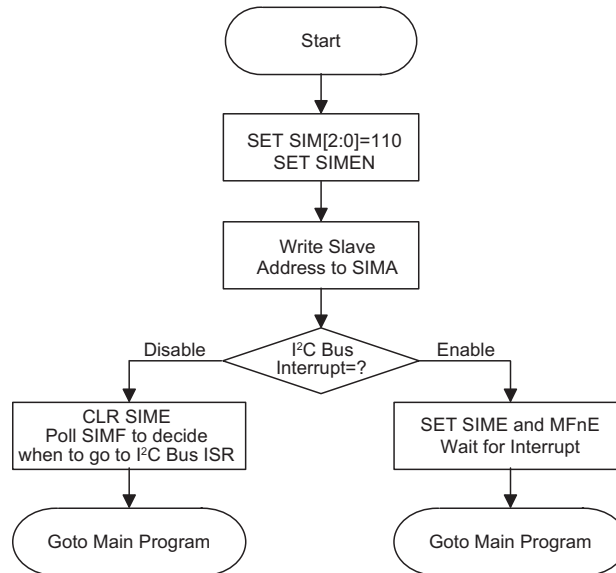 Start
SET SIM[2:0]=110
SET SIMEN
Write Slave
Address to SIMA
I²C Bus
Interrupt=?
Disable
Enable
CLR SIME
Poll SIMF to decide
when to go to I²C Bus ISR
SET SIME and MFnE
Wait for Interrupt
Goto Main Program
Goto Main Program